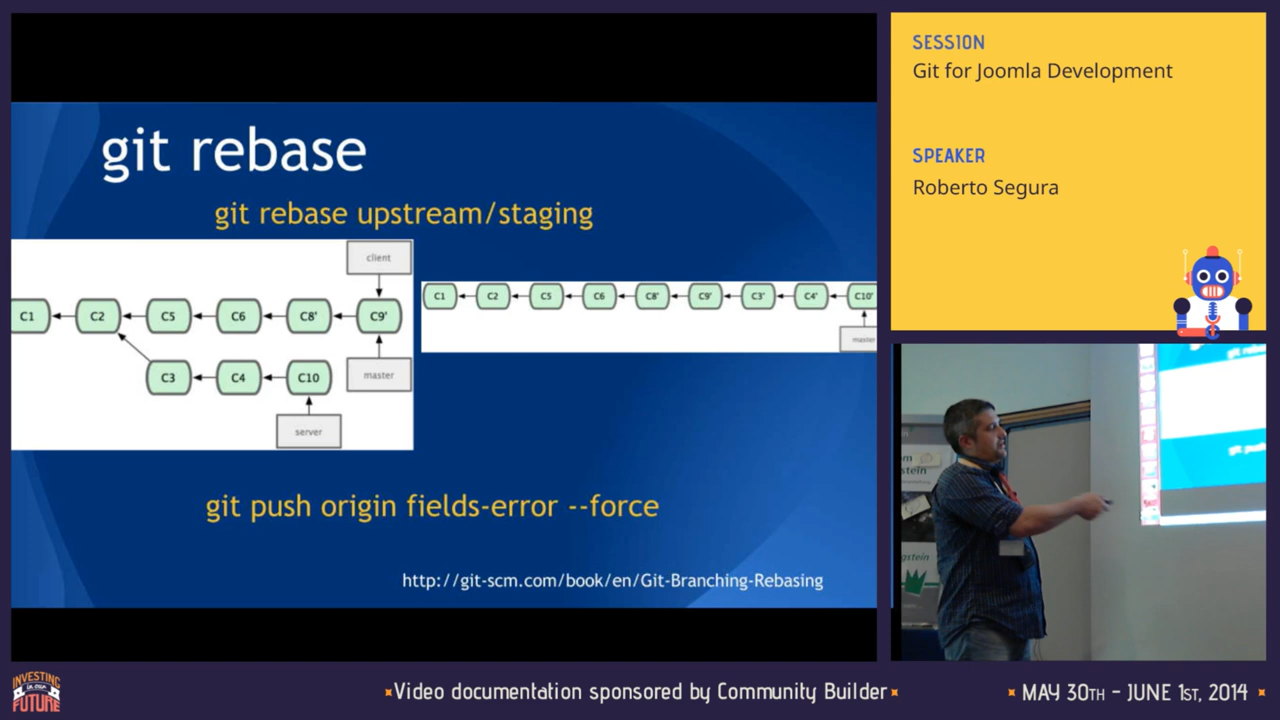 git rebase
git rebase upstream/staging
client
C1 C2 C5 C6 C8' C9'
C3 C4 C10
master
server
C1 C2 C5 C6 C8' C9' C3' C4' C10'
master
git push origin fields-error --force
http://git-scm.com/book/en/Git-Branching-Rebasing
SESSION
Git for Joomla Development
SPEAKER
Roberto Segura
INVESTING
IN OUR
FUTURE
Video documentation sponsored by Community Builder
MAY 30TH - JUNE 1ST, 2014